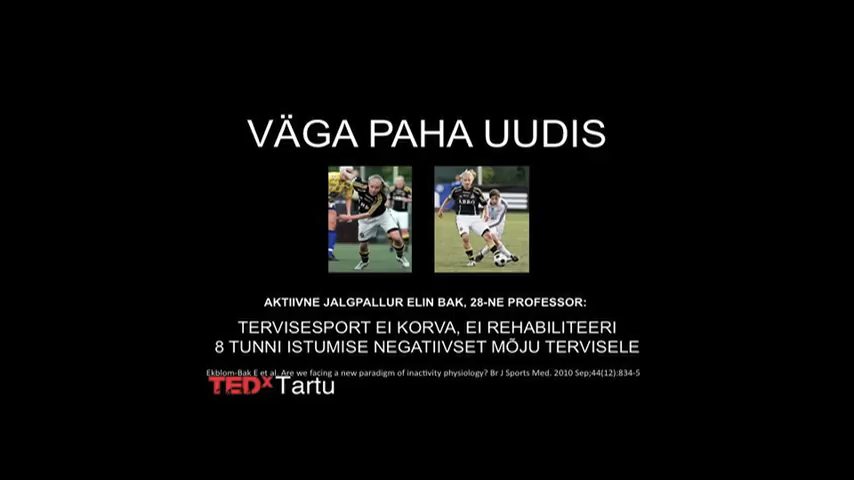 VÄGA PAHA UUDIS
AKTIIVNE JALGPALLUR ELIN BAK, 28-NE PROFESSOR:
TERVISESPORT EI KORVA, EI REHABILITEERI
8 TUNNI ISTUMISE NEGATIIVSET MÕJU TERVISELE
Ekblom-Bak E et al. Are we facing a new paradigm of inactivity physiology? Br J Sports Med. 2010 Sep;44(12):834-5
TEDxTartu